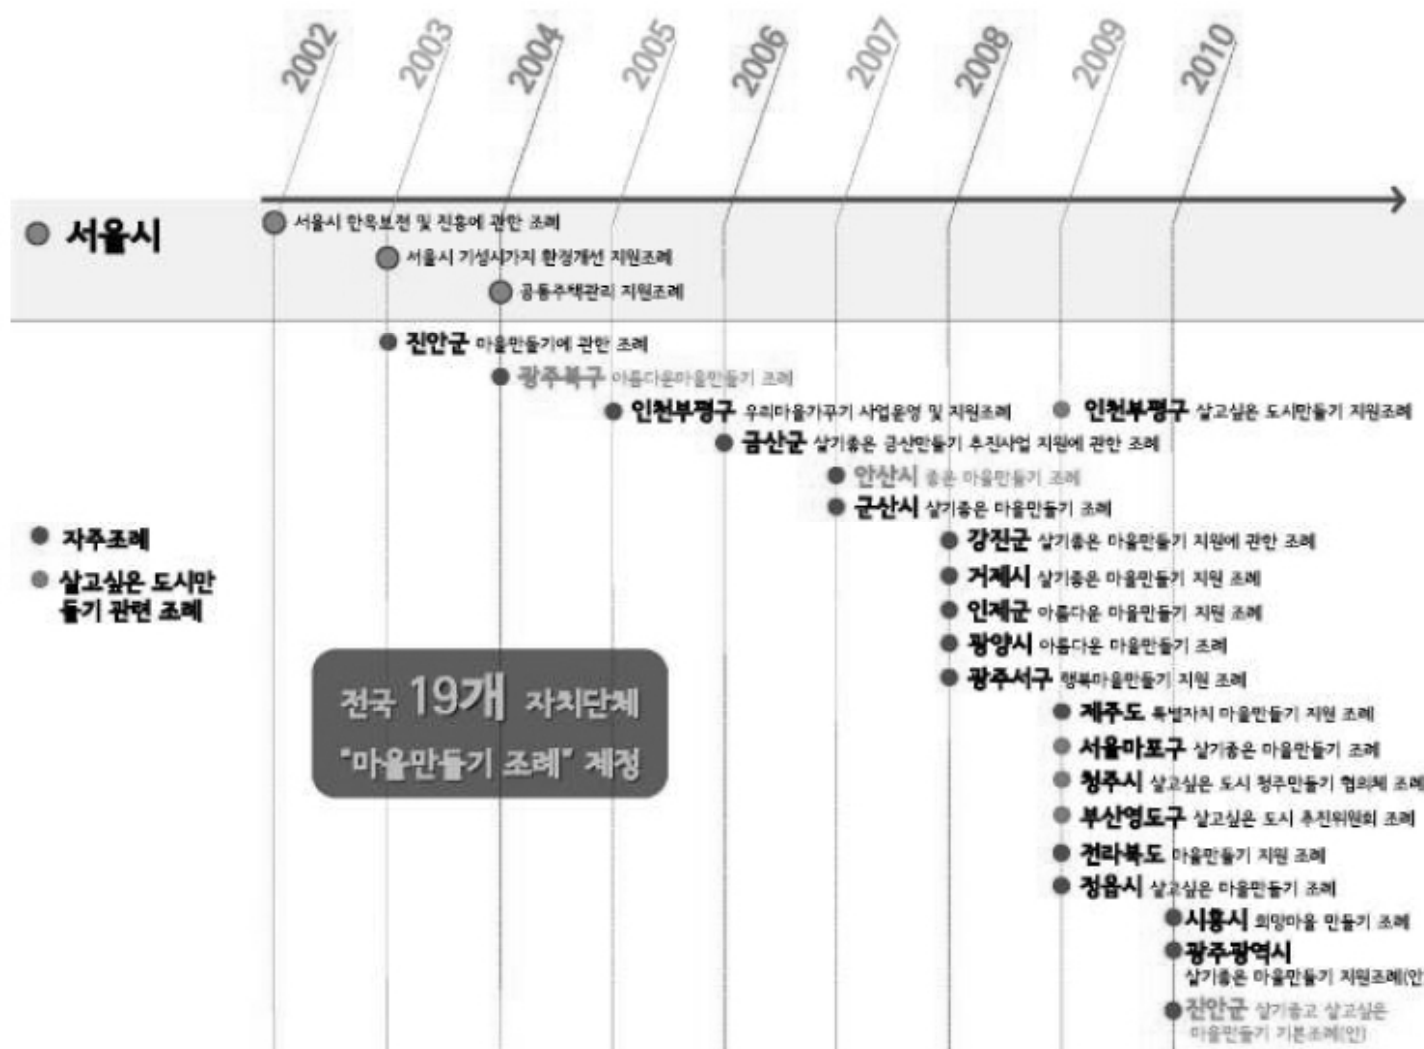 2002 2003 2004 2005 2006 2007 2008 2009 2010
서울시
서울시 한옥보전 및 진흥에 관한 조례
서울시 기성시가지 환경개선 지원조례
공동주택관리 지원조례
진안군 마을만들기에 관한 조례
광주북구 아름다운마을만들기 조례
인천부평구 우리마을가꾸기 사업운영 및 지원조례
인천부평구 살고싶은 도시만들기 지원조례
금산군 살기좋은 금산만들기 추진사업 지원에 관한 조례
안산시 좋은 마을만들기 조례
군산시 살기좋은 마을만들기 조례
자주조례
살고싶은 도시만
들기 관련 조례
강진군 살기좋은 마을만들기 지원에 관한 조례
거제시 살기좋은 마을만들기 지원 조례
인제군 아름다운 마을만들기 지원 조례
광양시 아름다운 마을만들기 조례
광주서구 행복마을만들기 지원 조례
전국 19개 자치단체
"마을만들기 조례" 제정
제주도 특별자치 마을만들기 지원 조례
서울마포구 살기좋은 마을만들기 조례
청주시 살고싶은 도시 청주만들기 협의체 조례
부산영도구 살고싶은 도시 추진위원회 조례
전라북도 마을만들기 지원 조례
정읍시 살고싶은 마을만들기 조례
시흥시 희망마을 만들기 조례
광주광역시
살기좋은 마을만들기 지원조례(안
진안군 살기좋고 살고싶은
마을만들기 기본조례(안)